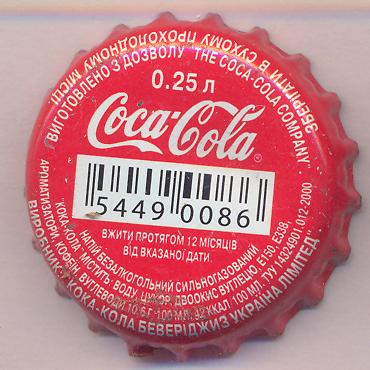 ЗБЕРІГАТИ В СУХОМУ ПРОХОЛОДНОМУ МІСЦІ.
ВИГОТОВЛЕНО З ДОЗВОЛУ THE COCA-COLA COMPANY
0.25 Л
Coca-Cola
®
5449 0086
ВЖИТИ ПРОТЯГОМ 12 МІСЯЦІВ
ВІД ВКАЗАНОЇ ДАТИ.
НАПІЙ БЕЗАЛКОГОЛЬНИЙ СИЛЬНОГАЗОВАНИЙ
"КОКА-КОЛА" МІСТИТЬ ВОДУ, ЦУКОР, ДВООКИС ВУГЛЕЦЮ, Е150, Е338,
АРОМАТИЗАТОРИ, КОФЕЇН. ВУГЛЕВОДИ 10,6 Г-100 МЛ. 42 ККАЛ - 100 МЛ. ТУУ 4324901.012-2000
ВИРОБНИК: "КОКА-КОЛА БЕВЕРІДЖИЗ УКРАЇНА ЛІМІТЕД"